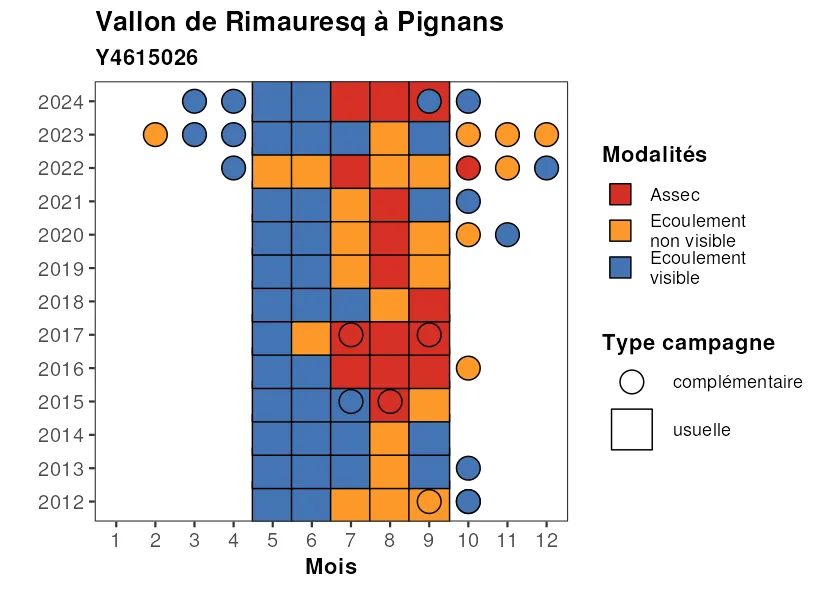 Vallon de Rimauresq à Pignans
Y4615026
2024
2023
2022
2021
2020
2019
2018
2017
2016
2015
2014
2013
2012
1 2 3 4 5 6 7 8 9 10 11 12
Mois
Modalités
Assec
Ecoulement
non visible
Ecoulement
visible
Type campagne
complémentaire
usuelle